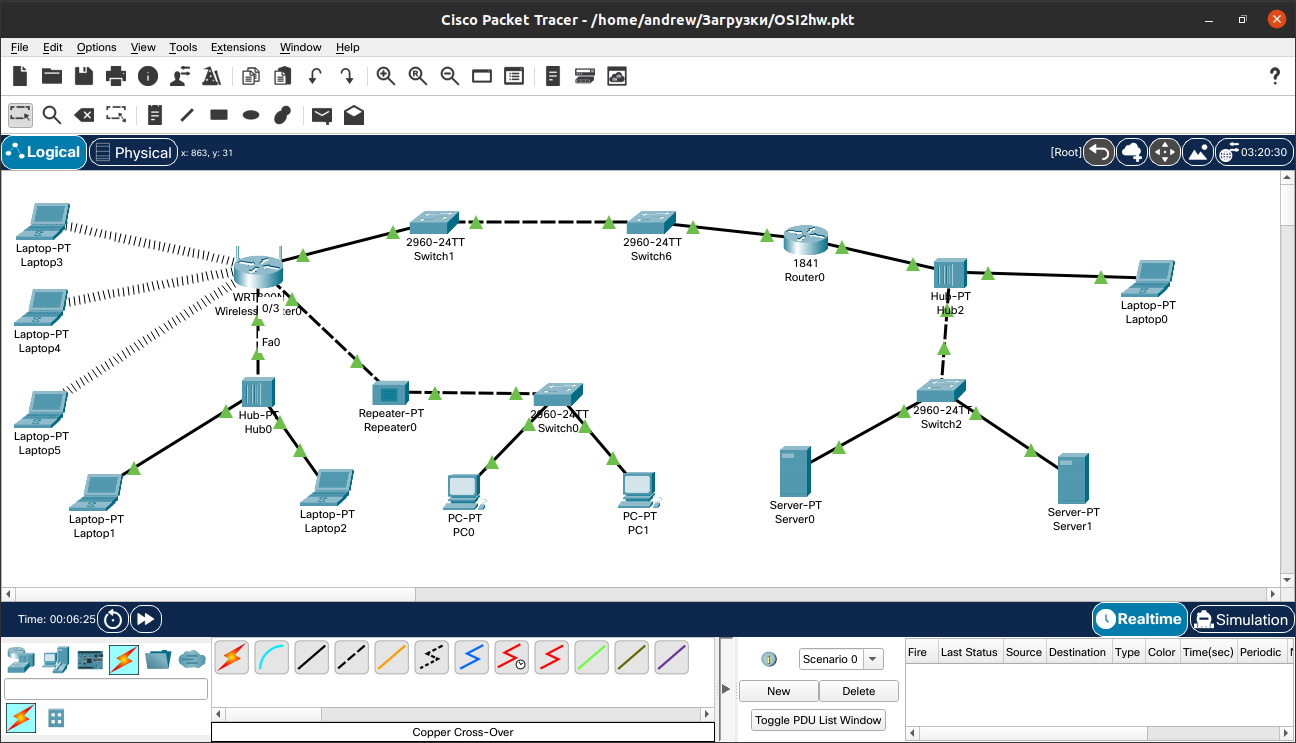 Cisco Packet Tracer - /home/andrew/Загрузки/OSI2hw.pkt
File Edit Options View Tools Extensions Window Help
?
Logical Physical x: 863, y: 31 [Root] 03:20:30
Laptop-PT
Laptop3
Laptop-PT
Laptop4
Laptop-PT
Laptop5
Wireless
0/3
Fa0
2960-24TT
Switch1
2960-24TT
Switch6
1841
Router0
Hub-PT
Hub2
Laptop-PT
Laptop0
Hub-PT
Hub0
Repeater-PT
Repeater0
2960-24TT
Switch0
2960-24TT
Switch2
Laptop-PT
Laptop1
Laptop-PT
Laptop2
PC-PT
PC0
PC-PT
PC1
Server-PT
Server0
Server-PT
Server1
Time: 00:06:25 Realtime Simulation
Copper Cross-Over
Scenario 0
New Delete
Toggle PDU List Window
Fire Last Status Source Destination Type Color Time(sec) Periodic